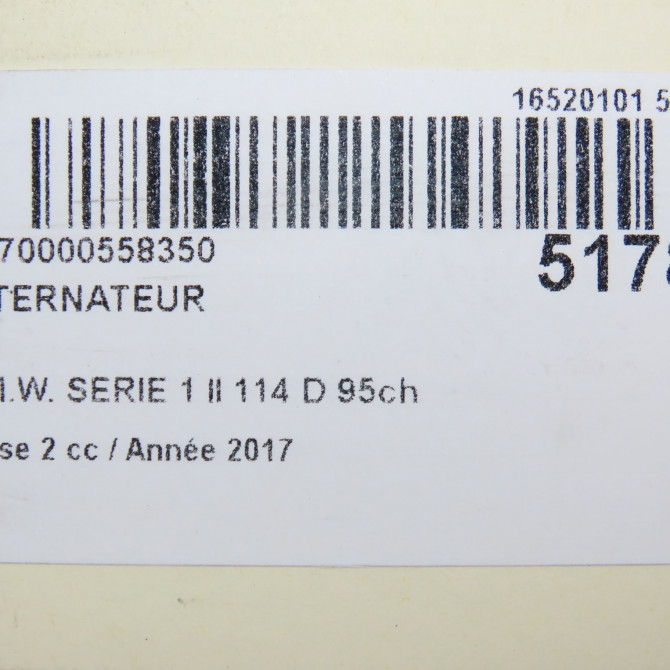 16520101 5
70000558350
5178
TERNATEUR
I.W. SERIE 1 II 114 D 95ch
se 2 cc / Année 2017